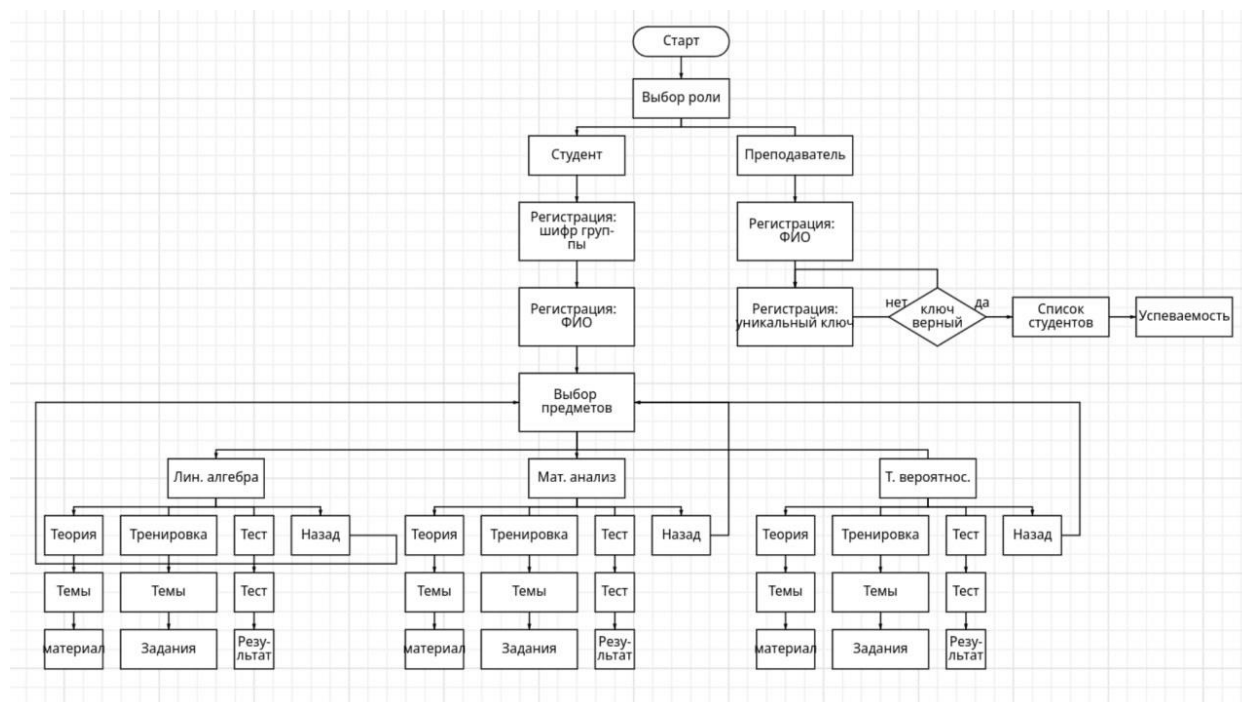 Старт
Выбор роли
Студент
Преподаватель
Регистрация:
шифр груп-
пы
Регистрация:
ФИО
Регистрация:
ФИО
Регистрация:
уникальный ключ
нет
ключ
верный
да
Список
студентов
Успеваемость
Выбор
предметов
Лин. алгебра
Мат. анализ
Т. вероятнос.
Теория
Тренировка
Тест
Назад
Теория
Тренировка
Тест
Назад
Теория
Тренировка
Тест
Назад
Темы
Темы
Тест
Темы
Темы
Тест
Темы
Темы
Тест
материал
Задания
Резу-
льтат
материал
Задания
Резу-
льтат
материал
Задания
Резу-
льтат